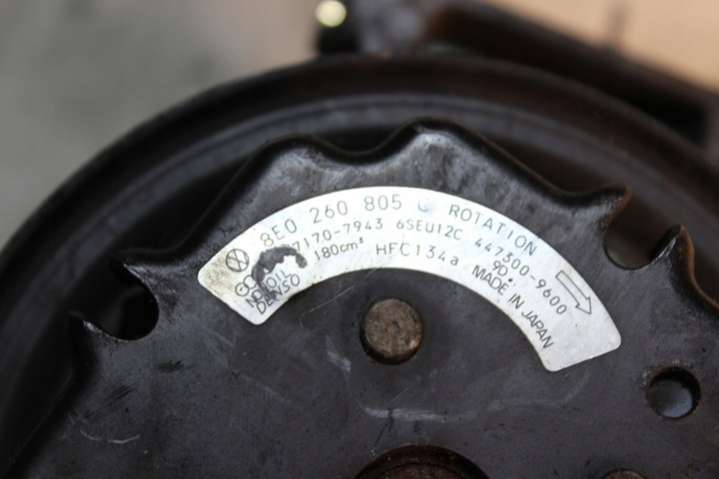 8E0 260 805 ROTATION
7170-7943 6SEU12C 447300-9600
180cm³ HFC134a 90°
ND-OIL MADE IN JAPAN
DENSO